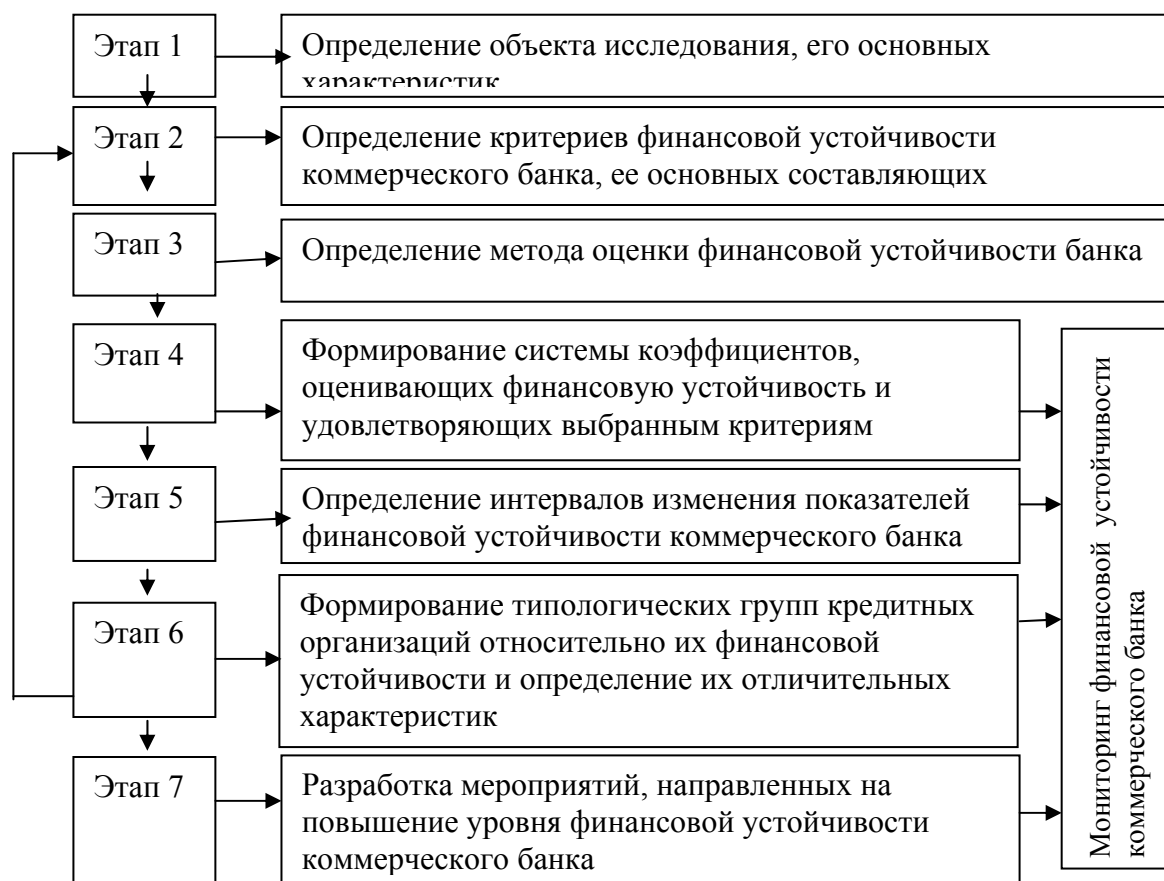 Этап 1
Определение объекта исследования, его основных
характеристик
Этап 2
Определение критериев финансовой устойчивости
коммерческого банка, ее основных составляющих
Этап 3
Определение метода оценки финансовой устойчивости банка
Этап 4
Формирование системы коэффициентов,
оценивающих финансовую устойчивость и
удовлетворяющих выбранным критериям
Этап 5
Определение интервалов изменения показателей
финансовой устойчивости коммерческого банка
Этап 6
Формирование типологических групп кредитных
организаций относительно их финансовой
устойчивости и определение их отличительных
характеристик
Этап 7
Разработка мероприятий, направленных на
повышение уровня финансовой устойчивости
коммерческого банка
Мониторинг финансовой устойчивости
коммерческого банка